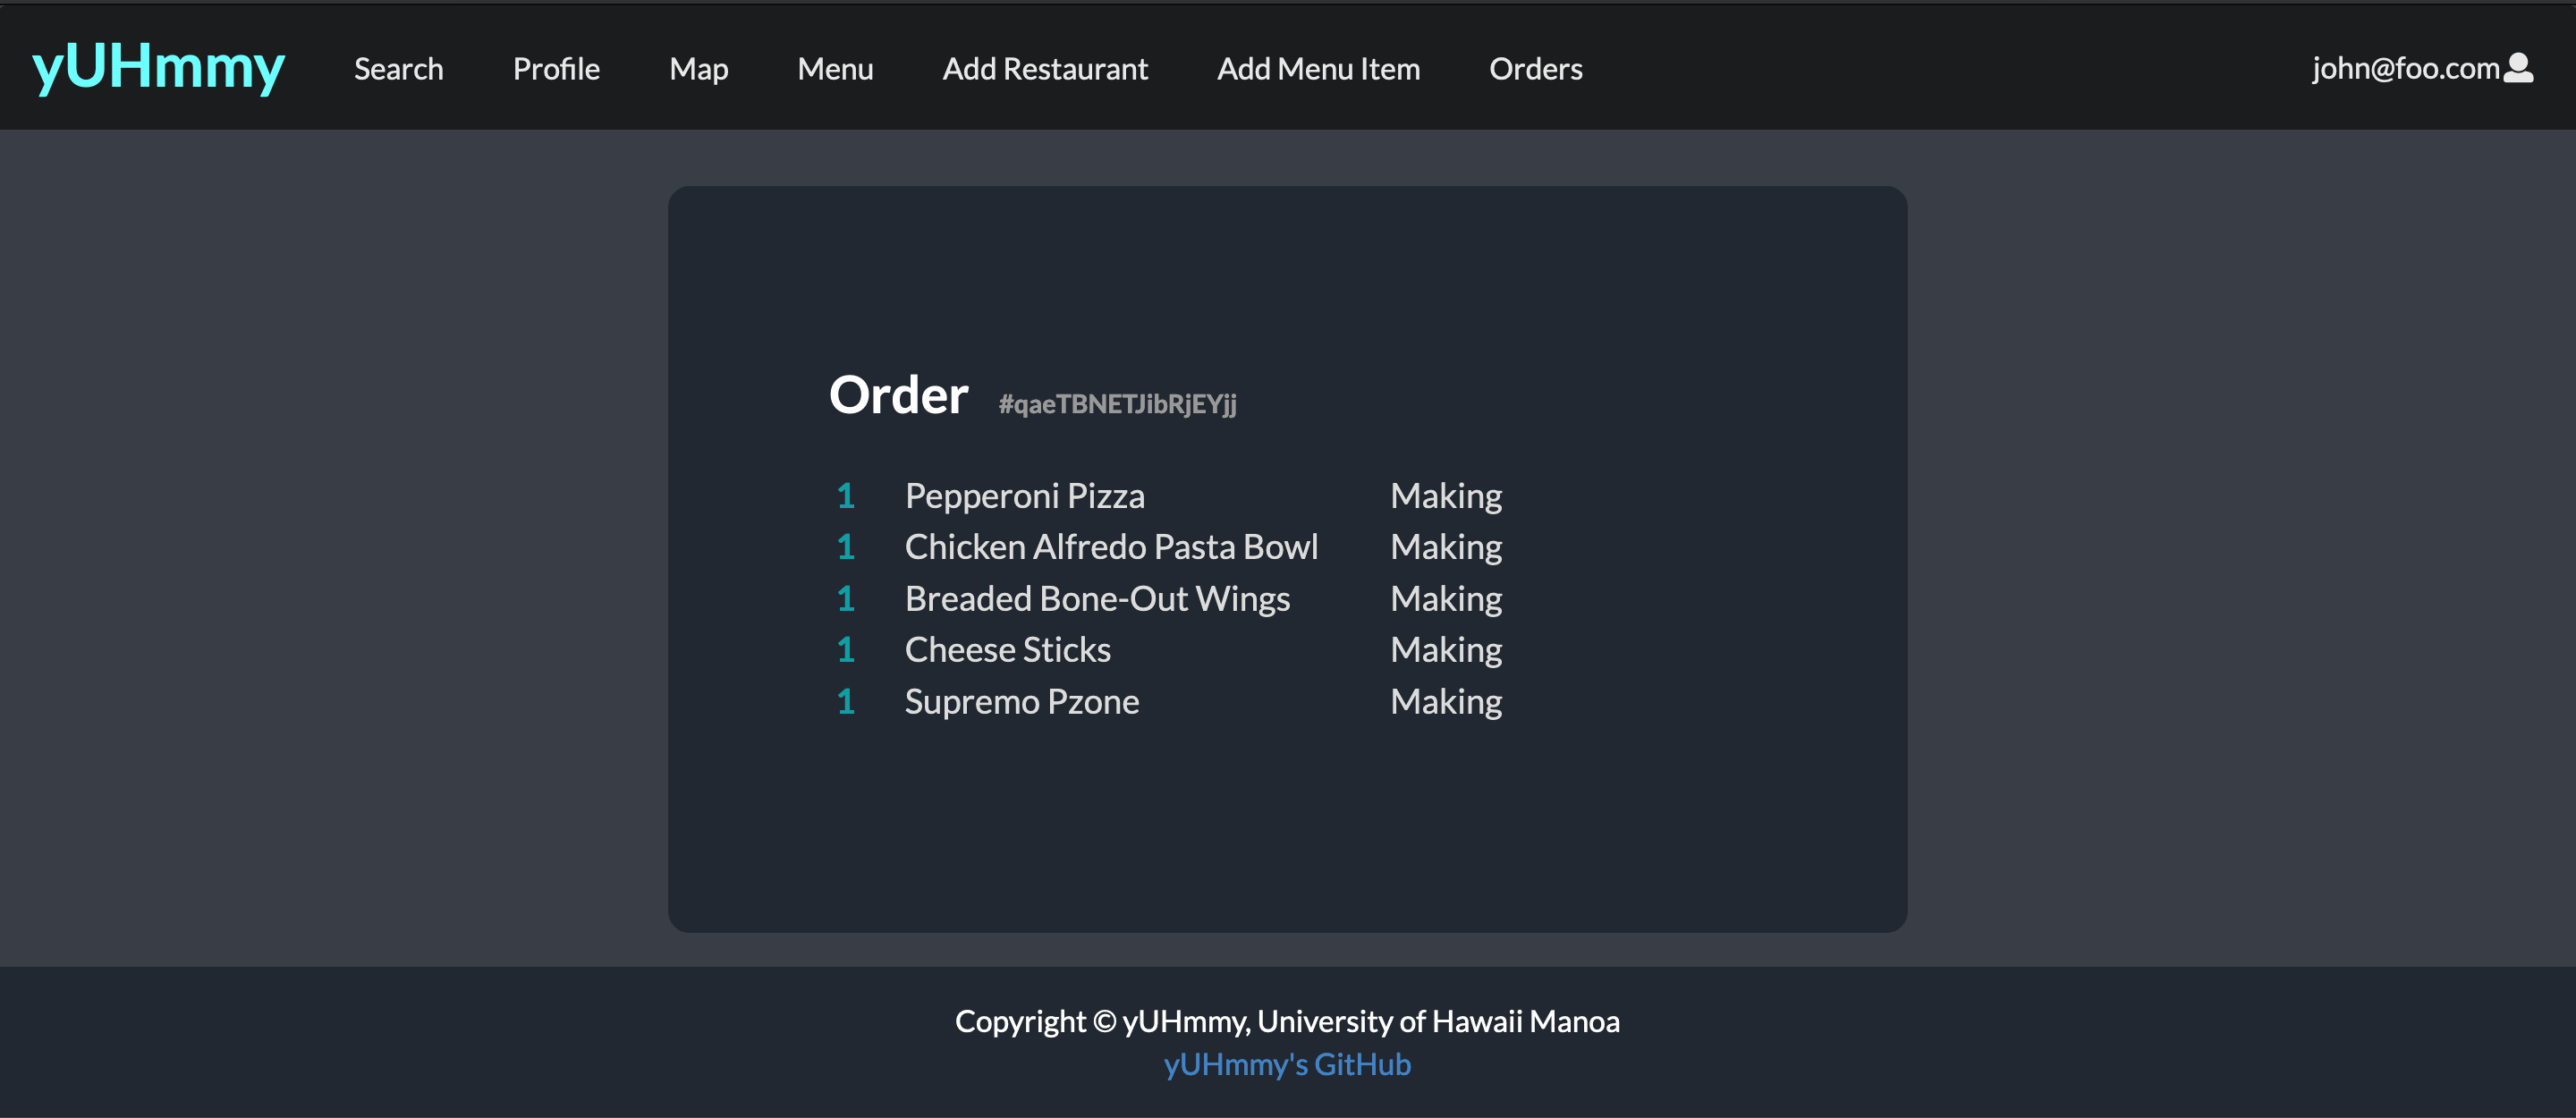 yUHmmy Search Profile Map Menu Add Restaurant Add Menu Item Orders john@foo.com
Order #qaeTBNETJibRjEYjj
1 Pepperoni Pizza Making
1 Chicken Alfredo Pasta Bowl Making
1 Breaded Bone-Out Wings Making
1 Cheese Sticks Making
1 Supremo Pzone Making
Copyright © yUHmmy, University of Hawaii Manoa
yUHmmy's GitHub